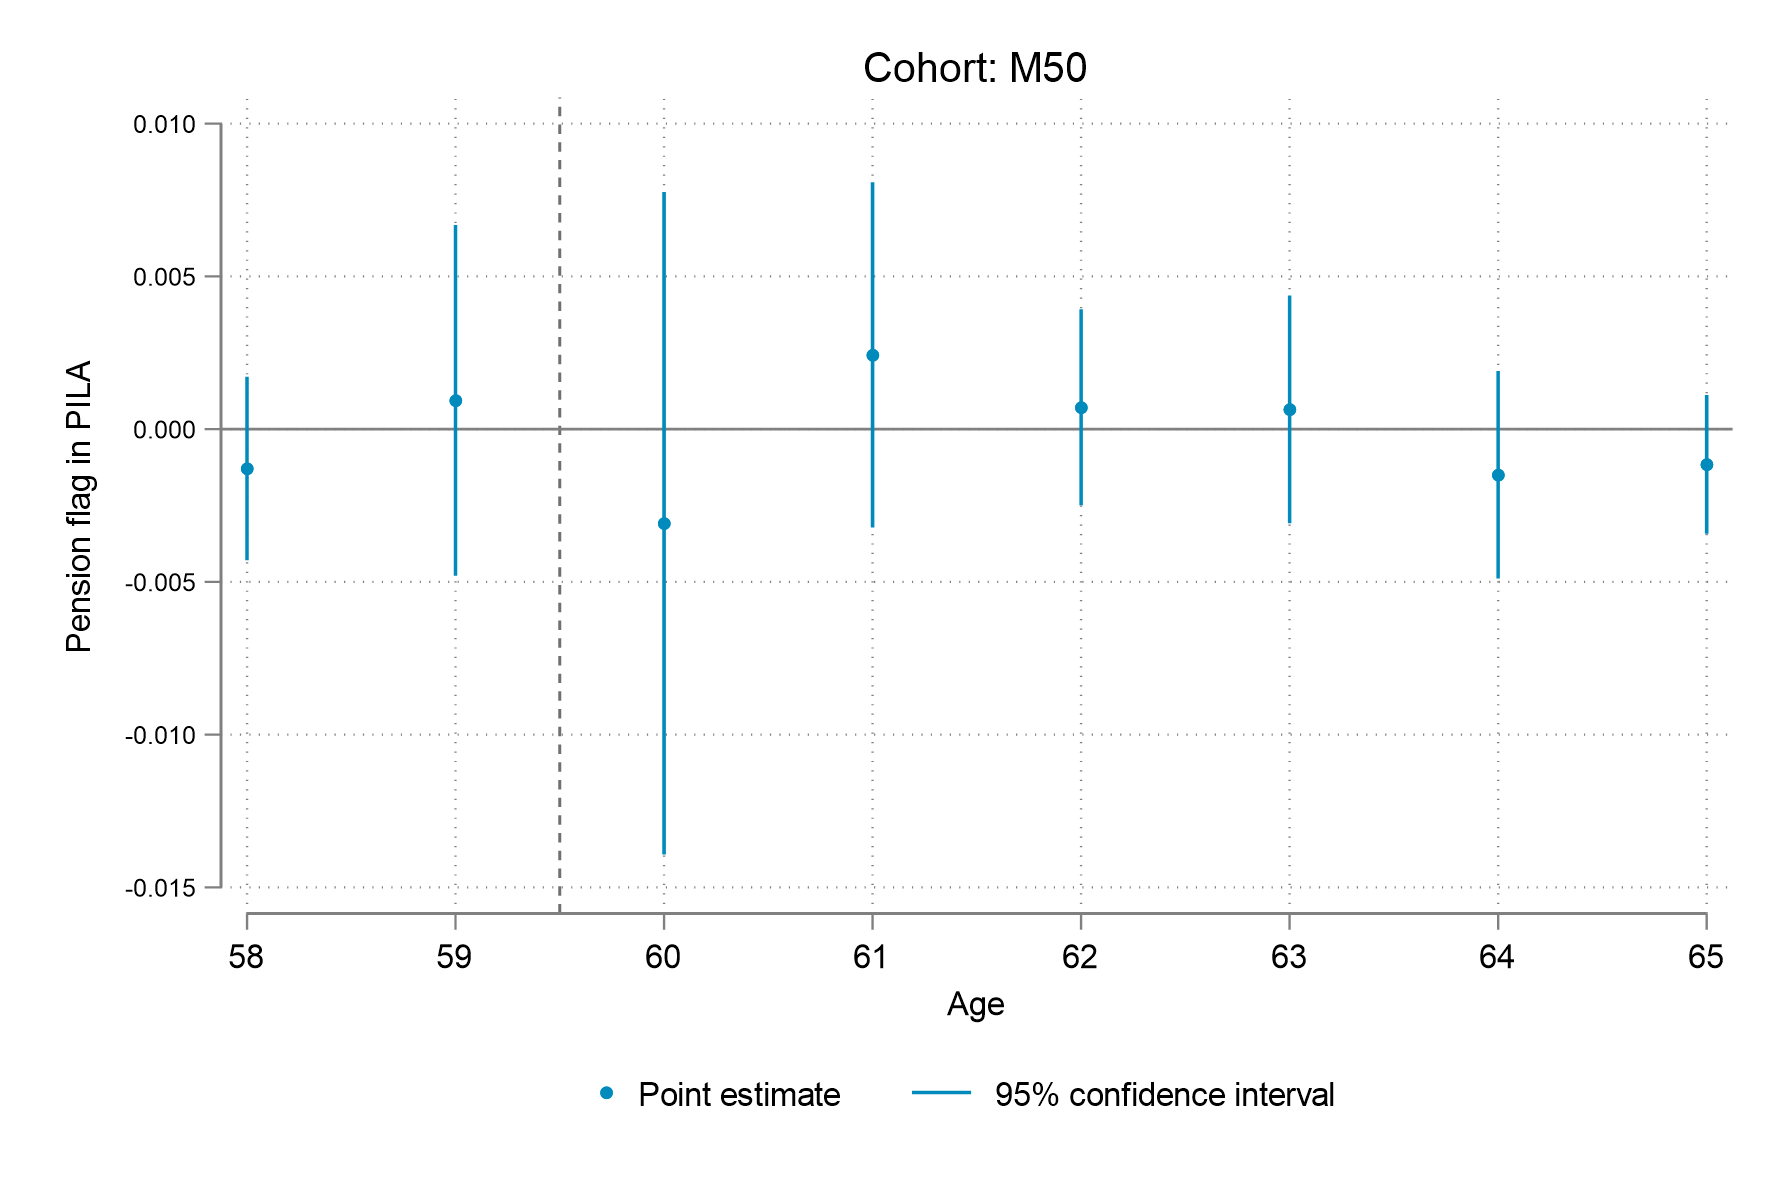 Cohort: M50
Pension flag in PILA
0.010
0.005
0.000
-0.005
-0.010
-0.015
58 59 60 61 62 63 64 65
Age
Point estimate 95% confidence interval